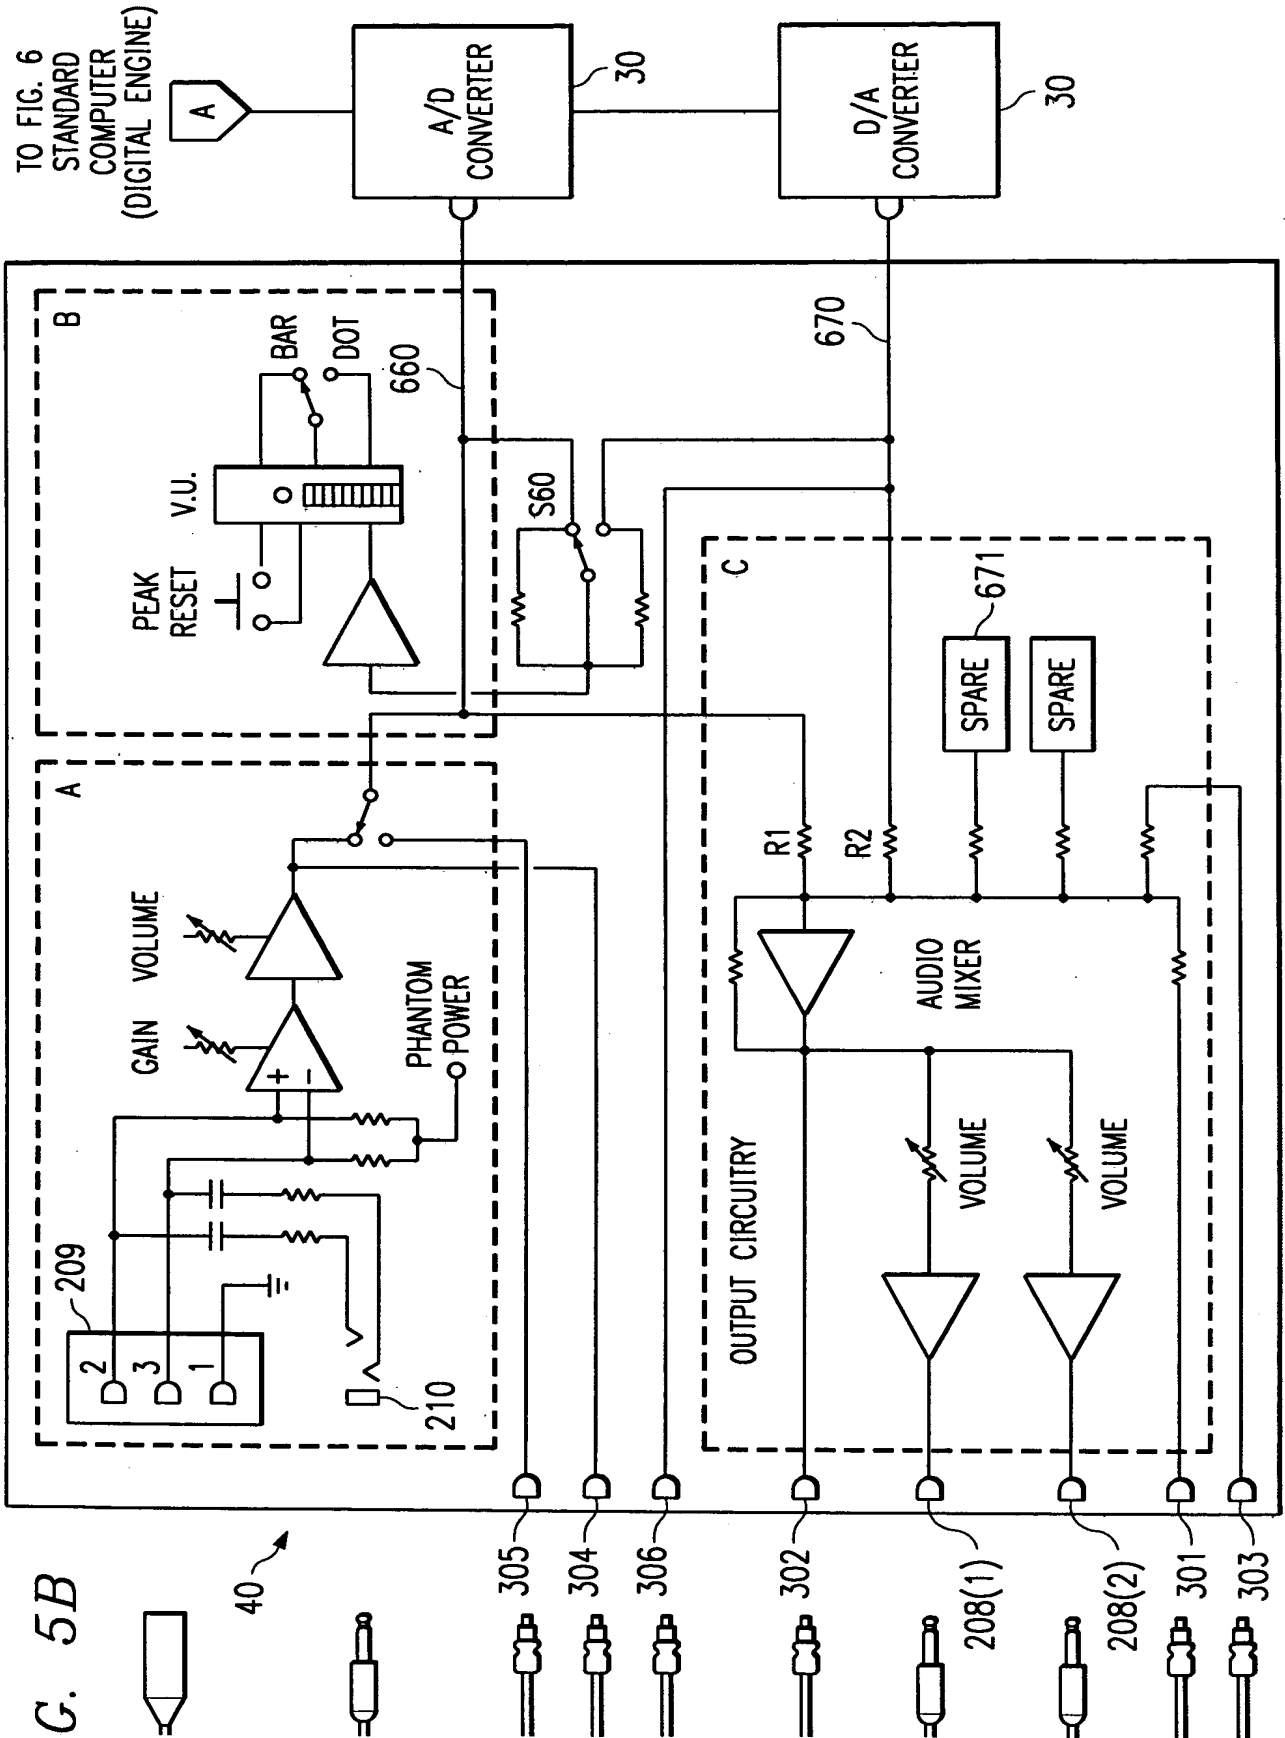 G. 5B
40
TO FIG. 6
STANDARD
COMPUTER
(DIGITAL ENGINE)
A
A/D
CONVERTER
30
D/A
CONVERTER
30
A
209
2
3
1
210
GAIN
VOLUME
+
-
PHANTOM
POWER
B
PEAK
RESET
V.U.
BAR
DOT
660
S60
670
C
OUTPUT CIRCUITRY
AUDIO
MIXER
R1
R2
SPARE
671
SPARE
VOLUME
VOLUME
305
304
306
302
208(1)
208(2)
301
303